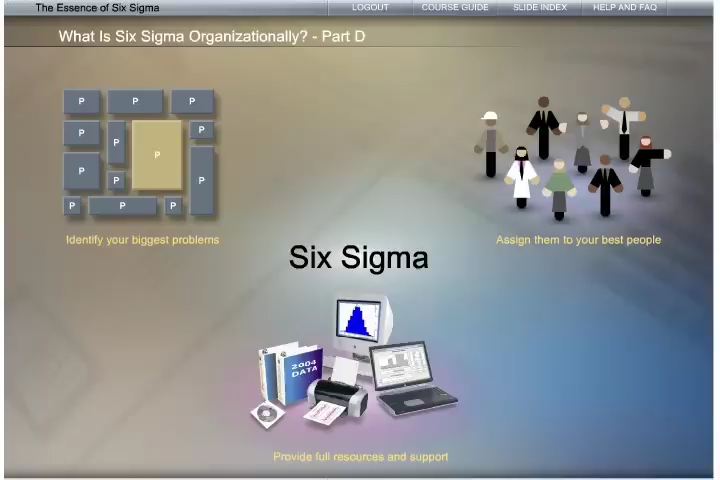 The Essence of Six Sigma
LOGOUT
COURSE GUIDE
SLIDE INDEX
HELP AND FAQ
What Is Six Sigma Organizationally? - Part D
P P P
P P P P
P P P
P P P
Identify your biggest problems
Assign them to your best people
Six Sigma
2004
DATA
Provide full resources and support